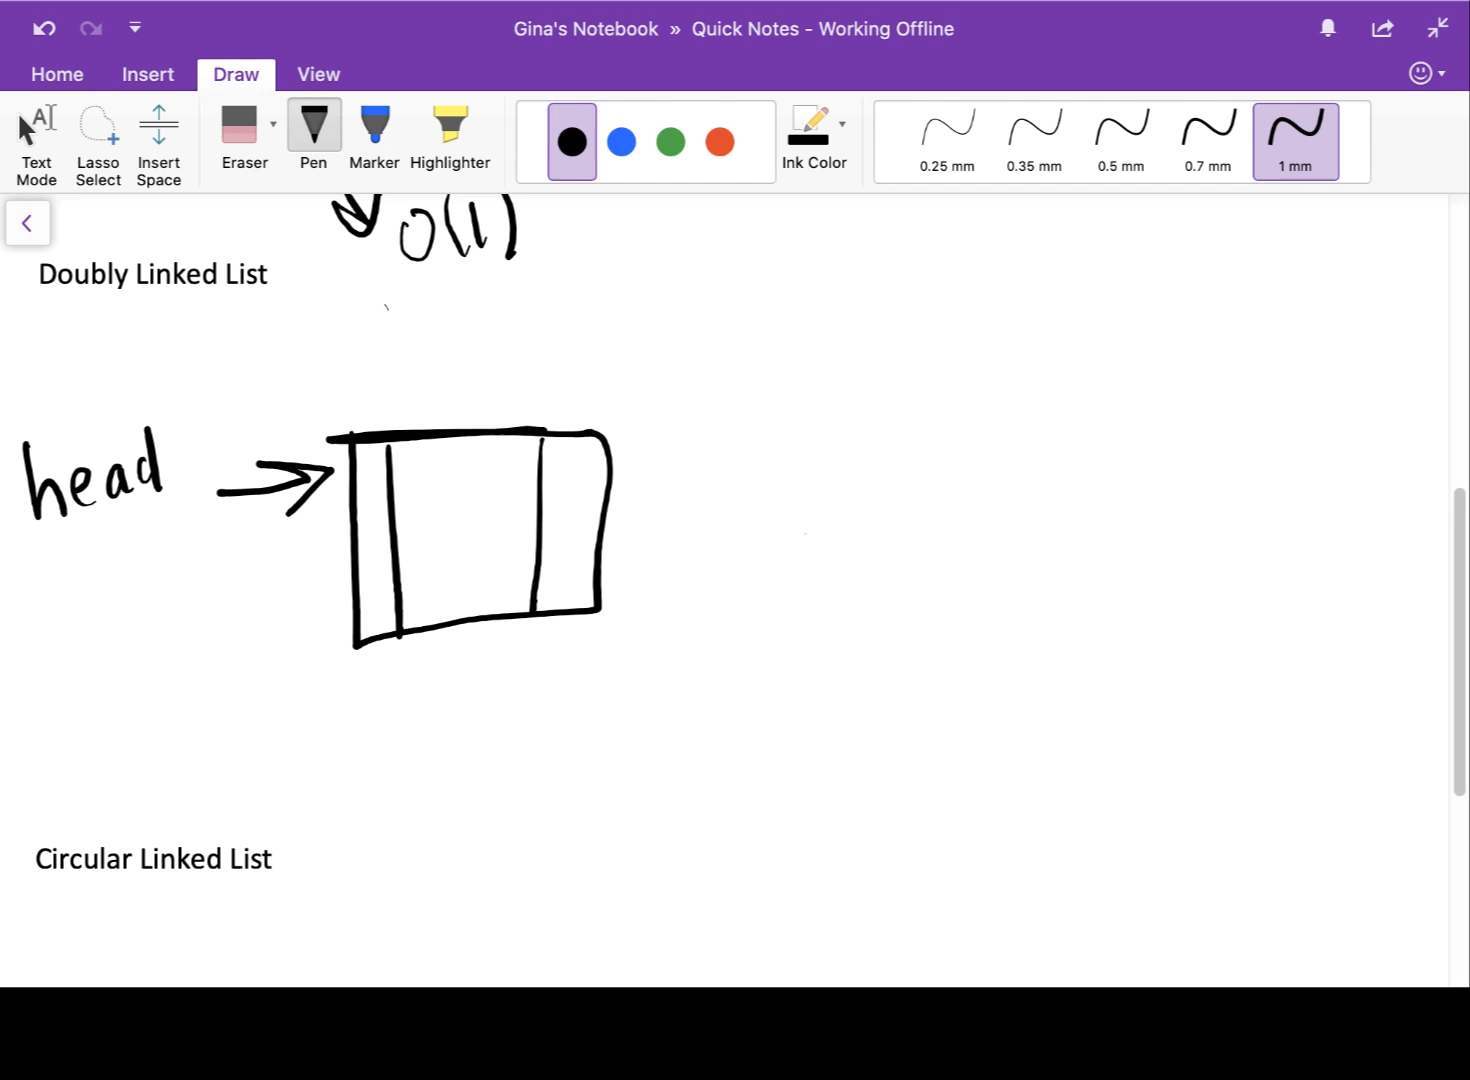 Gina's Notebook » Quick Notes - Working Offline
Home Insert Draw View
Text Mode Lasso Select Insert Space Eraser Pen Marker Highlighter Ink Color 0.25 mm 0.35 mm 0.5 mm 0.7 mm 1 mm
O(1)
Doubly Linked List
head
Circular Linked List